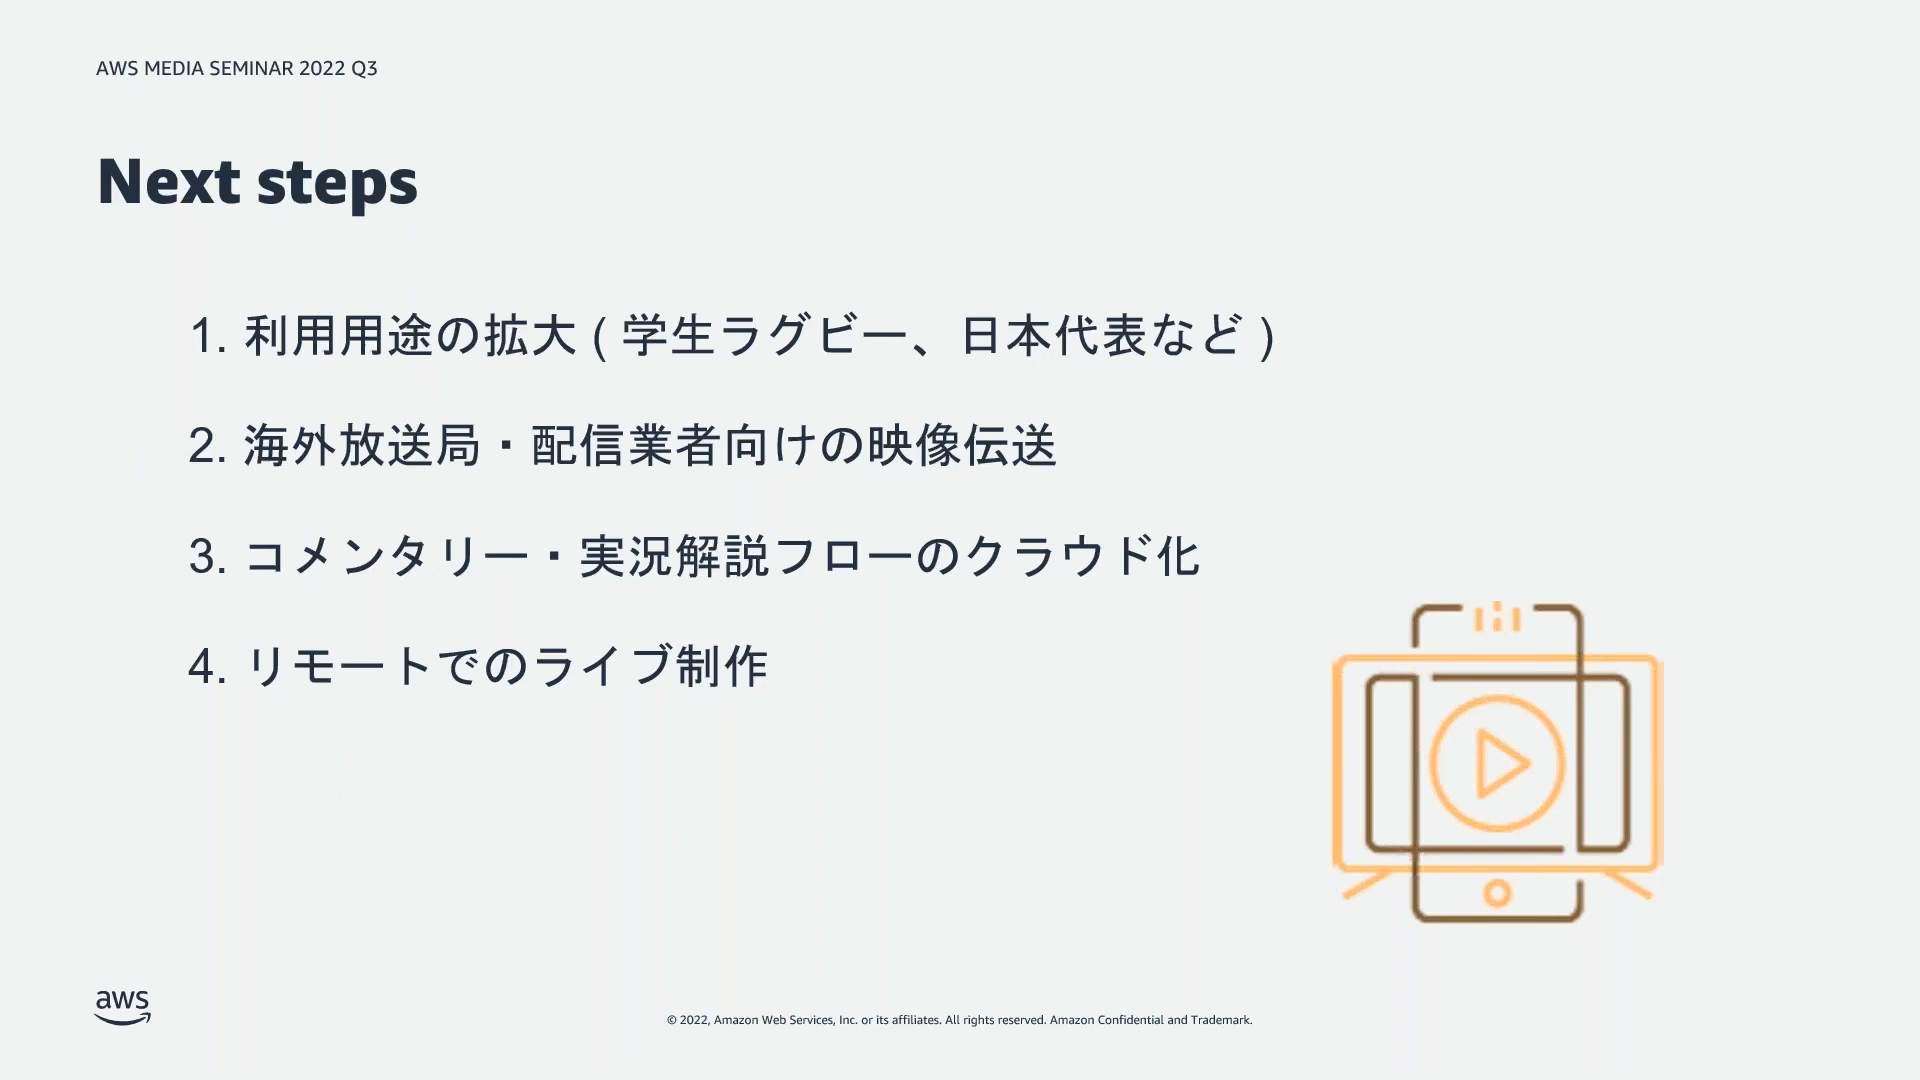 AWS MEDIA SEMINAR 2022 Q3
Next steps
1. 利用用途の拡大 ( 学生ラグビー、日本代表など )
2. 海外放送局・配信業者向けの映像伝送
3. コメンタリー・実況解説フローのクラウド化
4. リモートでのライブ制作
aws
© 2022, Amazon Web Services, Inc. or its affiliates. All rights reserved. Amazon Confidential and Trademark.